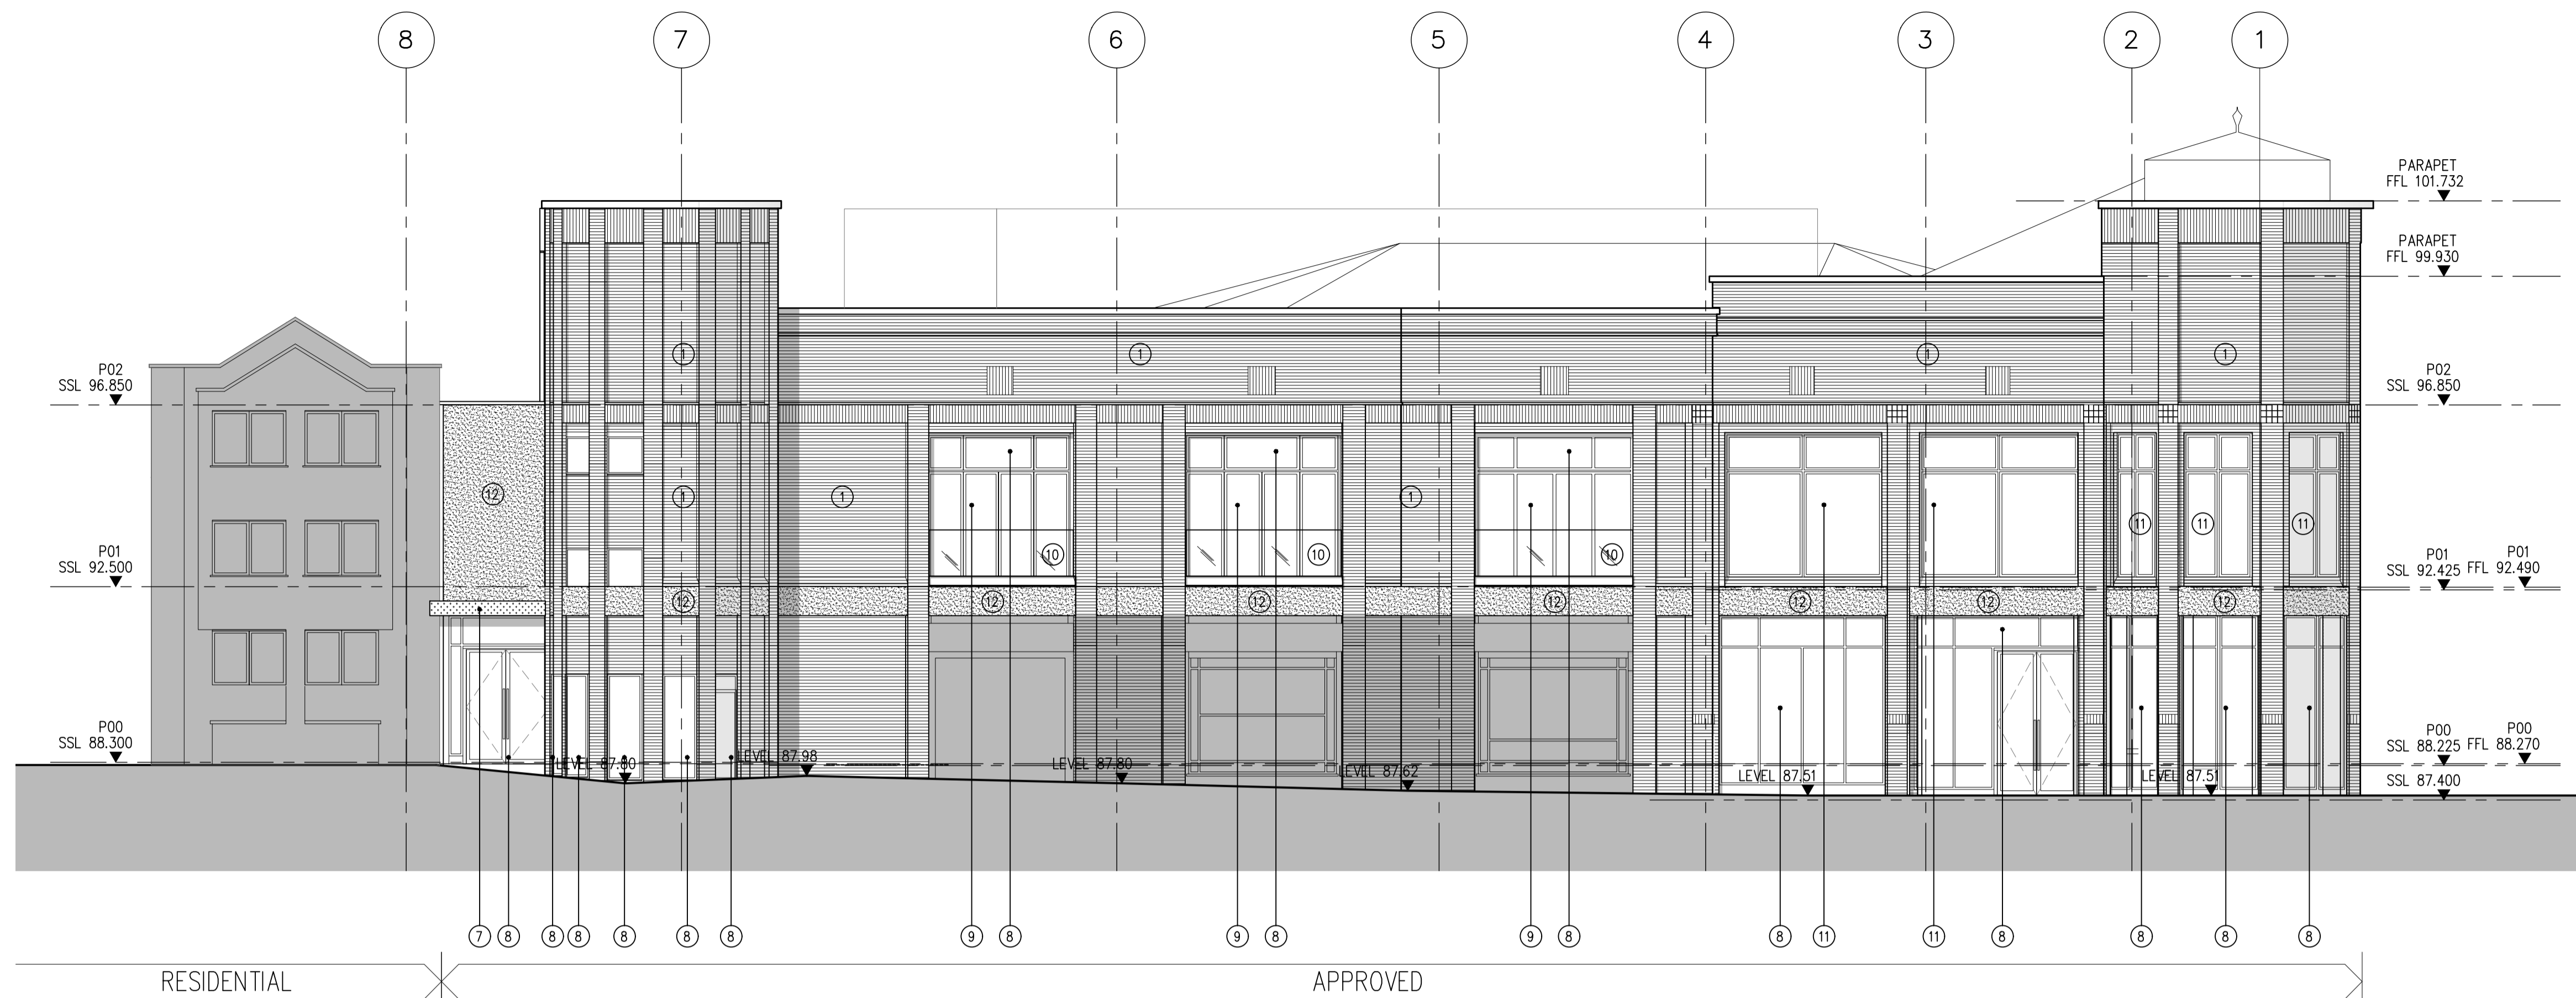 8 7 6 5 4 3 2 1
PARAPET
FFL 101.732
PARAPET
FFL 99.930
1 1 1 1
P02
SSL 96.850
P02
SSL 96.850
12 1 1 1 11 11 11
10 10 10
P01
SSL 92.500
P01
SSL 92.425
P01
FFL 92.490
12 12 12 12 12 12 12
P00
SSL 88.300
P00
SSL 88.225
P00
FFL 88.270
LEVEL 87.80
LEVEL 87.98
LEVEL 87.80
LEVEL 87.62
LEVEL 87.51
LEVEL 87.51
SSL 87.400
7 8 8 8 8 8 8 9 8 9 8 9 8 8 11 11 8 8 8 8
RESIDENTIAL
APPROVED